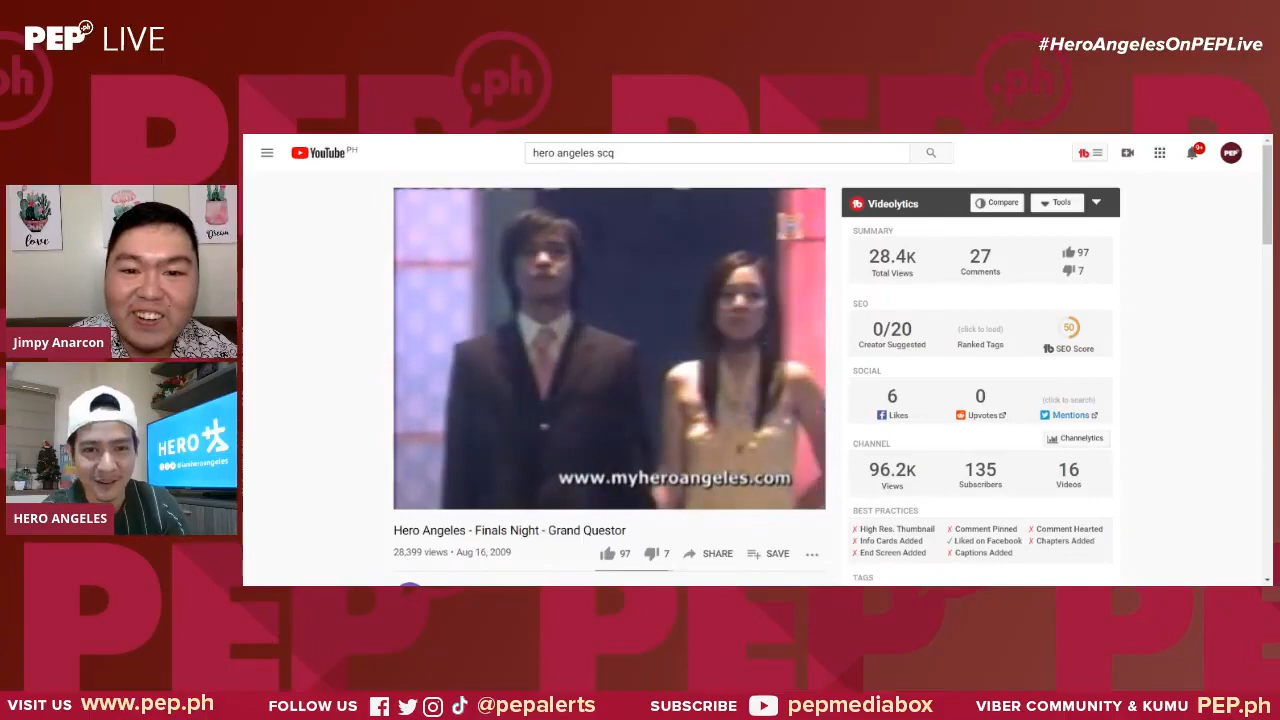 PEP.ph LIVE
#HeroAngelesOnPEPLive
YouTube PH
hero angeles scq
9+
PEP
love
Dream
Jimpy Anarcon
HERO
@iamheroangeles
HERO ANGELES
www.myheroangeles.com
Hero Angeles - Finals Night - Grand Questor
28,399 views • Aug 16, 2009
97 7 SHARE SAVE ...
Videolytics Compare Tools
SUMMARY
28.4K 27 97
Total Views Comments 7
SEO
0/20 (click to load) 50
Creator Suggested Ranked Tags SEO Score
SOCIAL
6 0 (click to search)
Likes Upvotes Mentions
CHANNEL Channelytics
96.2K 135 16
Views Subscribers Videos
BEST PRACTICES
✗ High Res. Thumbnail ✗ Comment Pinned ✗ Comment Hearted
✗ Info Cards Added ✓ Liked on Facebook ✗ Chapters Added
✗ End Screen Added ✗ Captions Added
TAGS
VISIT US www.pep.ph FOLLOW US @pepalerts SUBSCRIBE pepmediabox VIBER COMMUNITY & KUMU PEP.ph